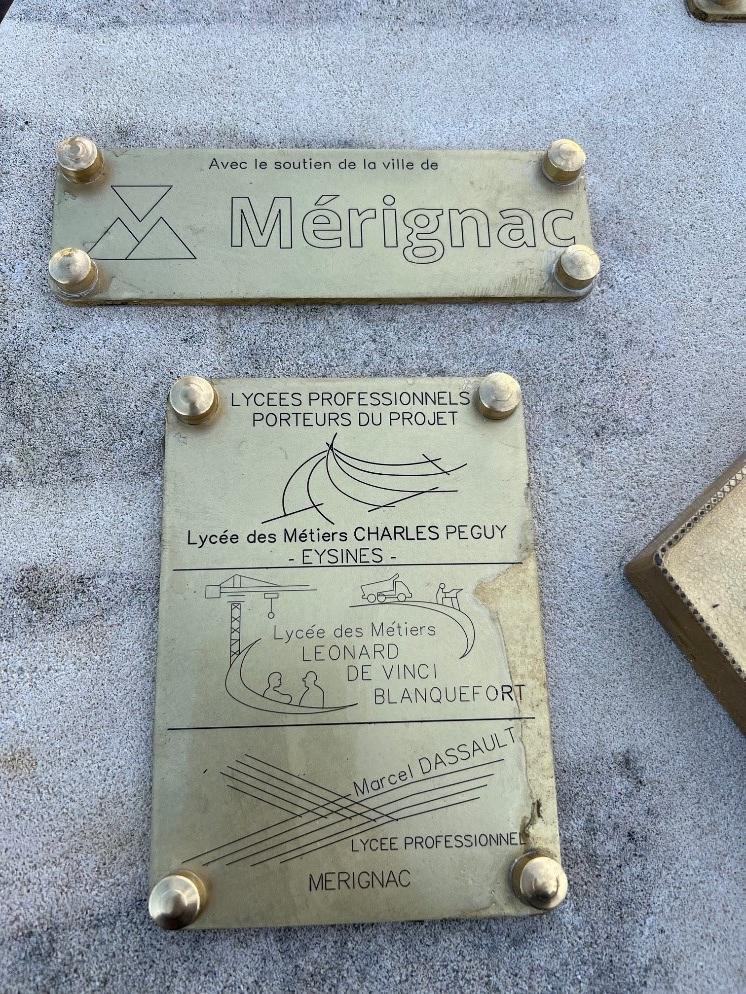 Avec le soutien de la ville de
Mérignac
LYCEES PROFESSIONNELS
PORTEURS DU PROJET
Lycée des Métiers CHARLES PEGUY
- EYSINES -
Lycée des Métiers
LEONARD
DE VINCI
BLANQUEFORT
Marcel DASSAULT
LYCEE PROFESSIONNEL
MERIGNAC